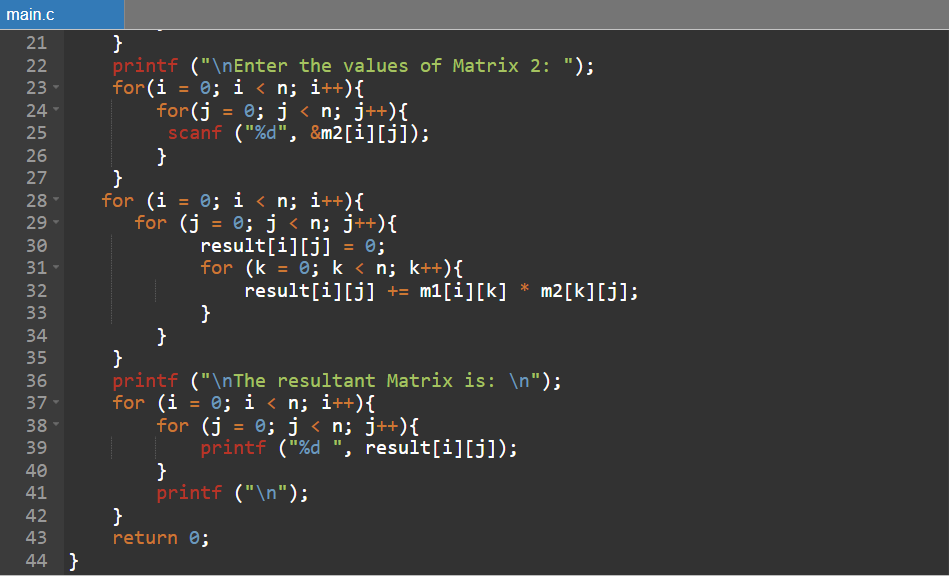 main.c
21 }
22 printf ("\nEnter the values of Matrix 2: ");
23 for(i = 0; i < n; i++){
24 for(j = 0; j < n; j++){
25 scanf ("%d", &m2[i][j]);
26 }
27 }
28 for (i = 0; i < n; i++){
29 for (j = 0; j < n; j++){
30 result[i][j] = 0;
31 for (k = 0; k < n; k++){
32 result[i][j] += m1[i][k] * m2[k][j];
33 }
34 }
35 }
36 printf ("\nThe resultant Matrix is: \n");
37 for (i = 0; i < n; i++){
38 for (j = 0; j < n; j++){
39 printf ("%d ", result[i][j]);
40 }
41 printf ("\n");
42 }
43 return 0;
44 }